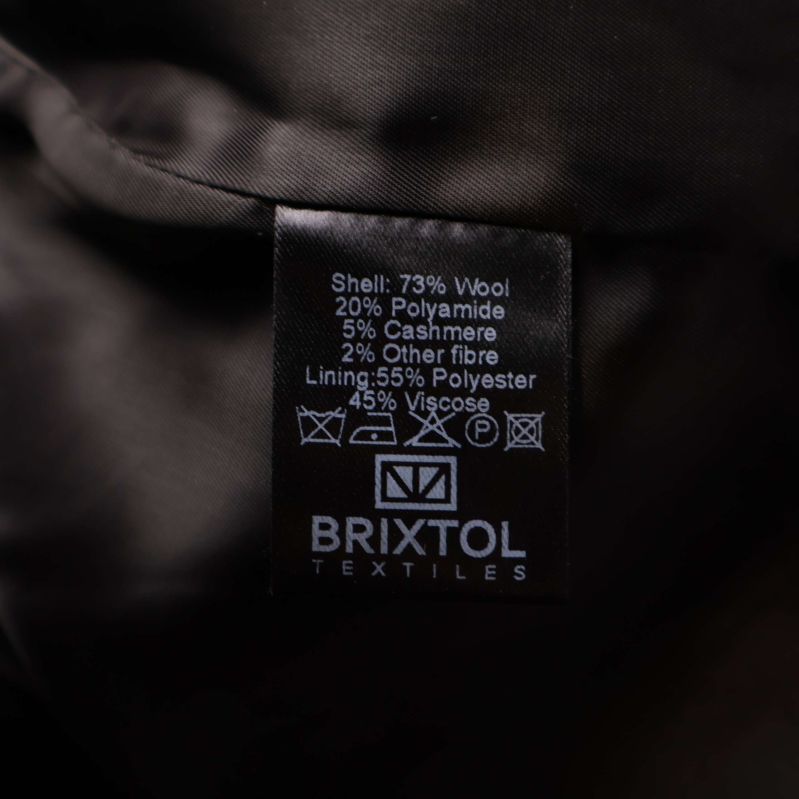 Shell: 73% Wool
20% Polyamide
5% Cashmere
2% Other fibre
Lining:55% Polyester
45% Viscose
P
BRIXTOL
TEXTILES